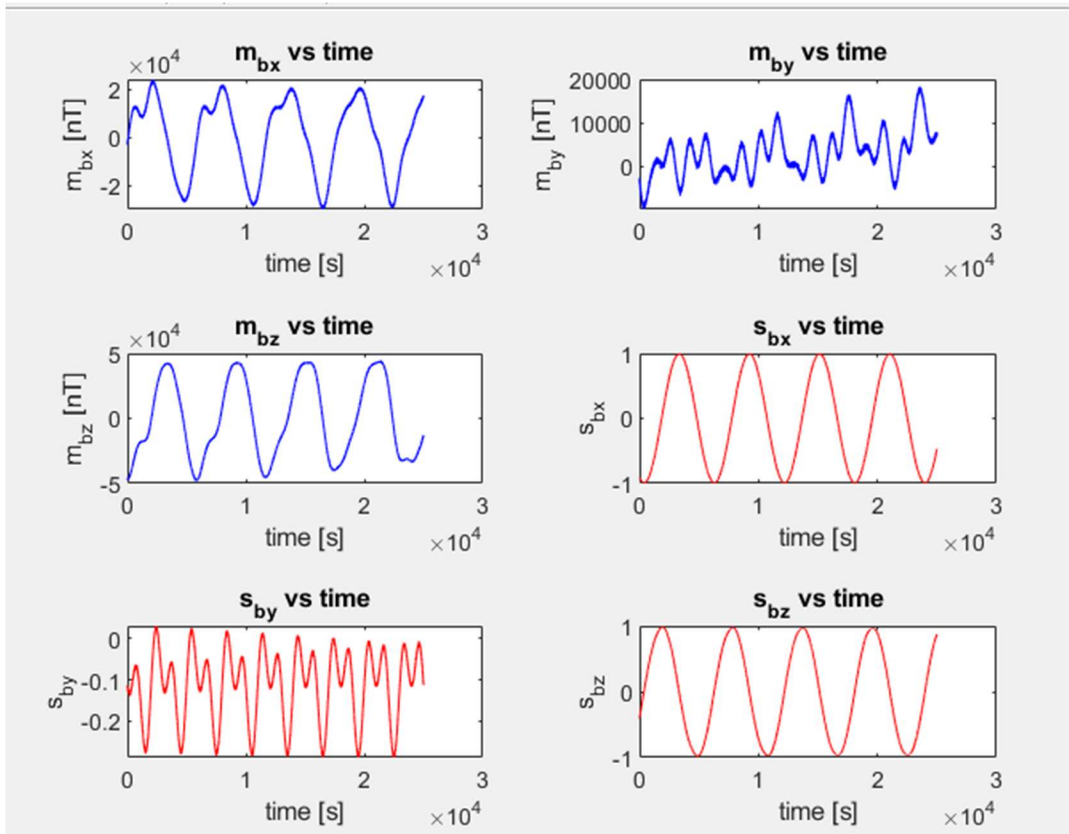 m_bx vs time
×10^4
m_bx [nT]
2
0
-2
0 1 2 3
time [s]
×10^4
m_by vs time
m_by [nT]
20000
10000
0
0 1 2 3
time [s]
×10^4
m_bz vs time
×10^4
m_bz [nT]
5
0
-5
0 1 2 3
time [s]
×10^4
s_bx vs time
s_bx
1
0
-1
0 1 2 3
time [s]
×10^4
s_by vs time
s_by
0
-0.1
-0.2
0 1 2 3
time [s]
×10^4
s_bz vs time
s_bz
1
0
-1
0 1 2 3
time [s]
×10^4